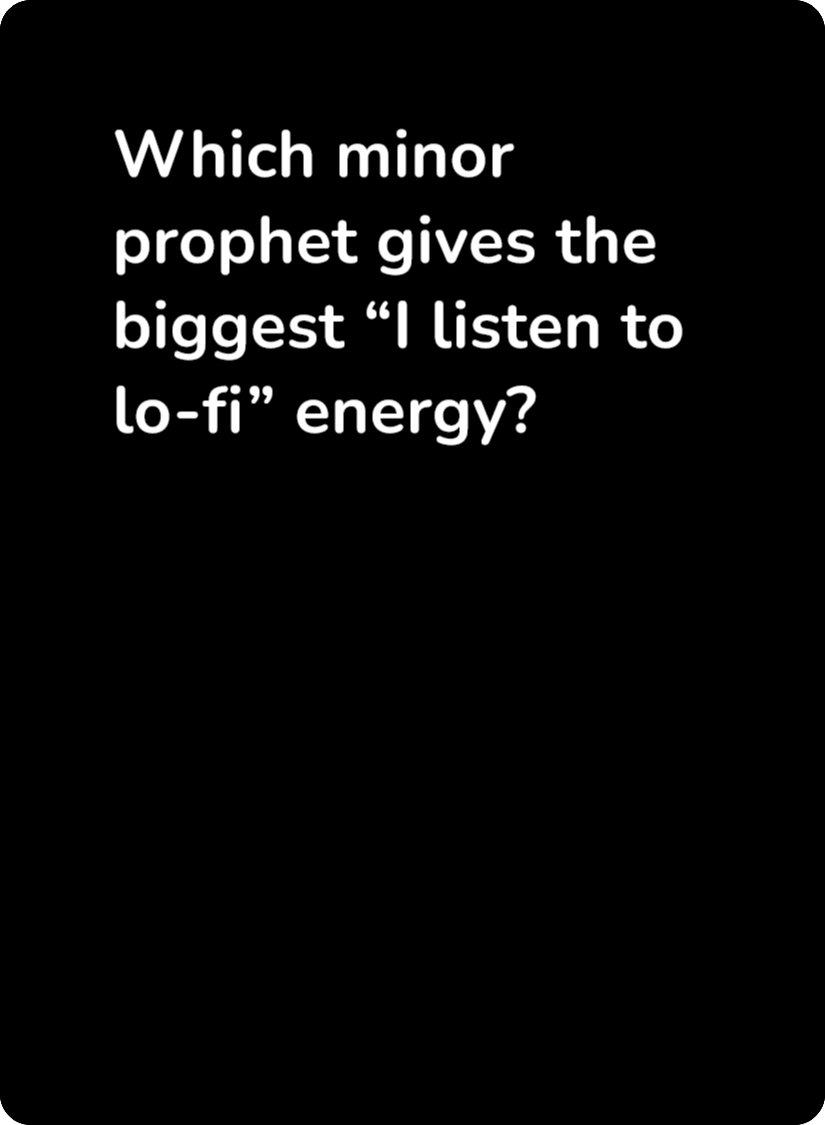 Which minor
prophet gives the
biggest “I listen to
lo-fi” energy?